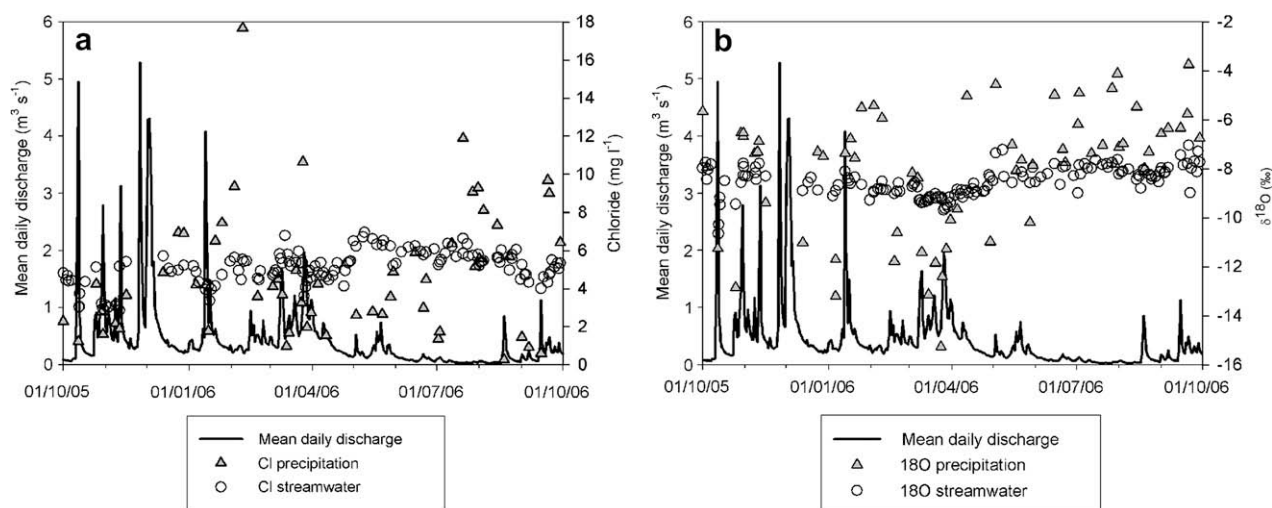 a
Mean daily discharge (m³ s⁻¹)
6
5
4
3
2
1
0
18
16
14
12
10
8
6
4
2
0
Chloride (mg l⁻¹)
01/10/05 01/01/06 01/04/06 01/07/06 01/10/06
Mean daily discharge
Cl precipitation
Cl streamwater
b
Mean daily discharge (m³ s⁻¹)
6
5
4
3
2
1
0
-2
-4
-6
-8
-10
-12
-14
-16
δ¹⁸O (‰)
01/10/05 01/01/06 01/04/06 01/07/06 01/10/06
Mean daily discharge
18O precipitation
18O streamwater